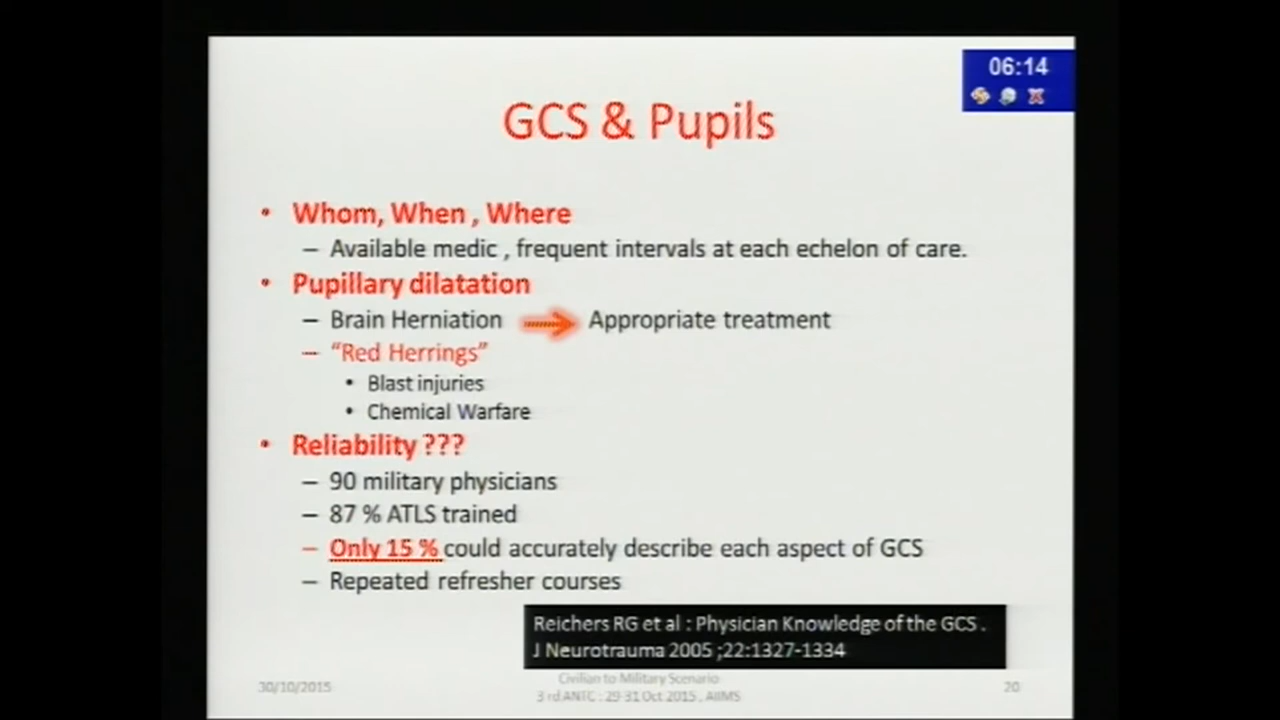 06:14
GCS & Pupils
• Whom, When , Where
– Available medic , frequent intervals at each echelon of care.
• Pupillary dilatation
– Brain Herniation Appropriate treatment
– “Red Herrings”
• Blast injuries
• Chemical Warfare
• Reliability ???
– 90 military physicians
– 87 % ATLS trained
– Only 15 % could accurately describe each aspect of GCS
– Repeated refresher courses
Reichers RG et al : Physician Knowledge of the GCS .
J Neurotrauma 2005 ;22:1327-1334
30/10/2015
Civilian to Military Scenario
3 rd ANTC : 29-31 Oct 2015 , AIIMS
20